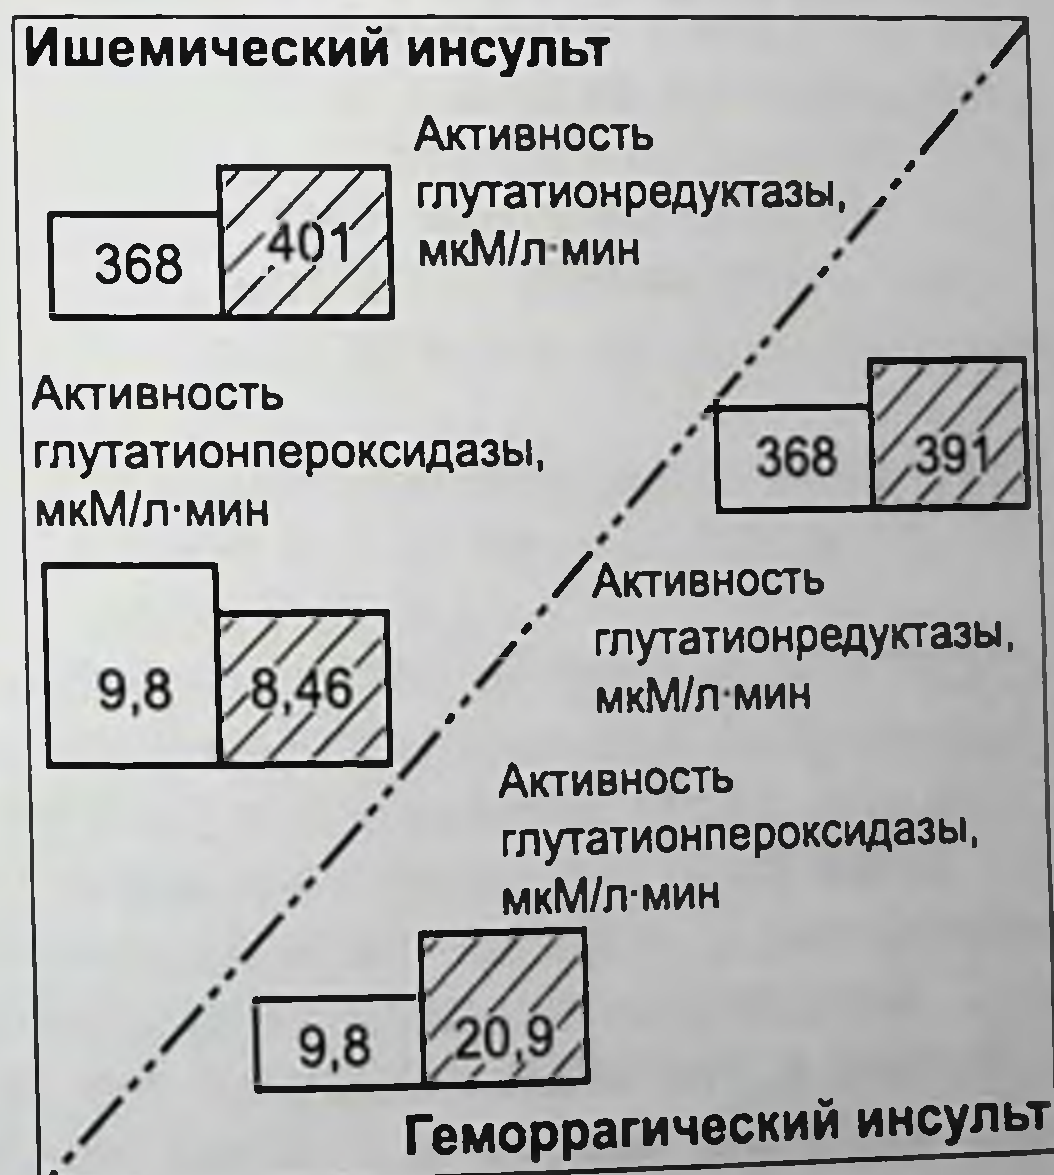 Ишемический инсульт
Активность
глутатионредуктазы,
мкМ/л·мин
368
401
Активность
глутатионпероксидазы,
мкМ/л·мин
9,8
8,46
368
391
Активность
глутатионредуктазы,
мкМ/л·мин
Активность
глутатионпероксидазы,
мкМ/л·мин
9,8
20,9
Геморрагический инсульт